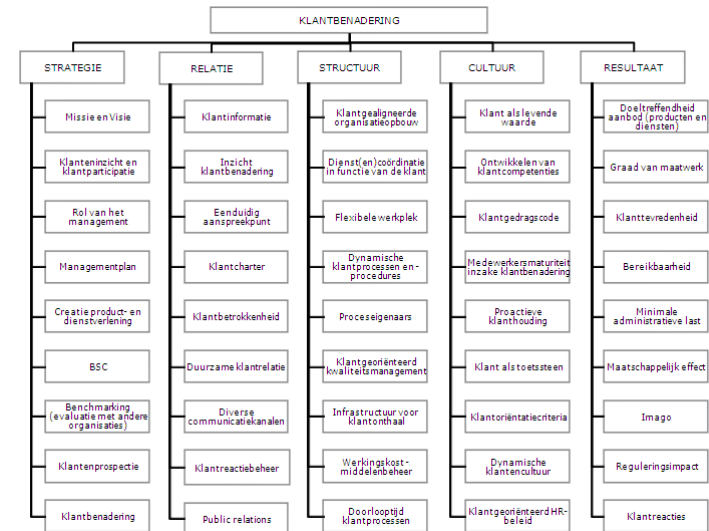 KLANTBENADERING
STRATEGIE
Missie en Visie
Klanteninzicht en
klantparticipatie
Rol van het
management
Managementplan
Creatie product- en
dienstverlening
BSC
Benchmarking
(evaluatie met andere
organisaties)
Klantenprospectie
Klantbenadering
RELATIE
Klantinformatie
Inzicht
klantbenadering
Eenduidig
aanspreekpunt
Klantcharter
Klantbetrokkenheid
Duurzame klantrelatie
Diverse
communicatiekanalen
Klantreactiebeheer
Public relations
STRUCTUUR
Klantgealigneerde
organisatieopbouw
Dienst(en)coördinatie
in functie van de klant
Flexibele werkplek
Dynamische
klantprocessen en -
procedures
Proceseigenaars
Klantgeoriënteerd
kwaliteitsmanagement
Infrastructuur voor
klantonthaal
Werkingskost -
middelenbeheer
Doorlooptijd
klantprocessen
CULTUUR
Klant als levende
waarde
Ontwikkelen van
klantcompetenties
Klantgedragscode
Medewerkersmaturiteit
inzake klantbenadering
Proactieve
klanthouding
Klant als toetssteen
Klantoriëntatiecriteria
Dynamische
klantencultuur
Klantgeoriënteerd HR-
beleid
RESULTAAT
Doeltreffendheid
aanbod (producten en
diensten)
Graad van maatwerk
Klanttevredenheid
Bereikbaarheid
Minimale
administratieve last
Maatschappelijk effect
Imago
Reguleringsimpact
Klantreacties